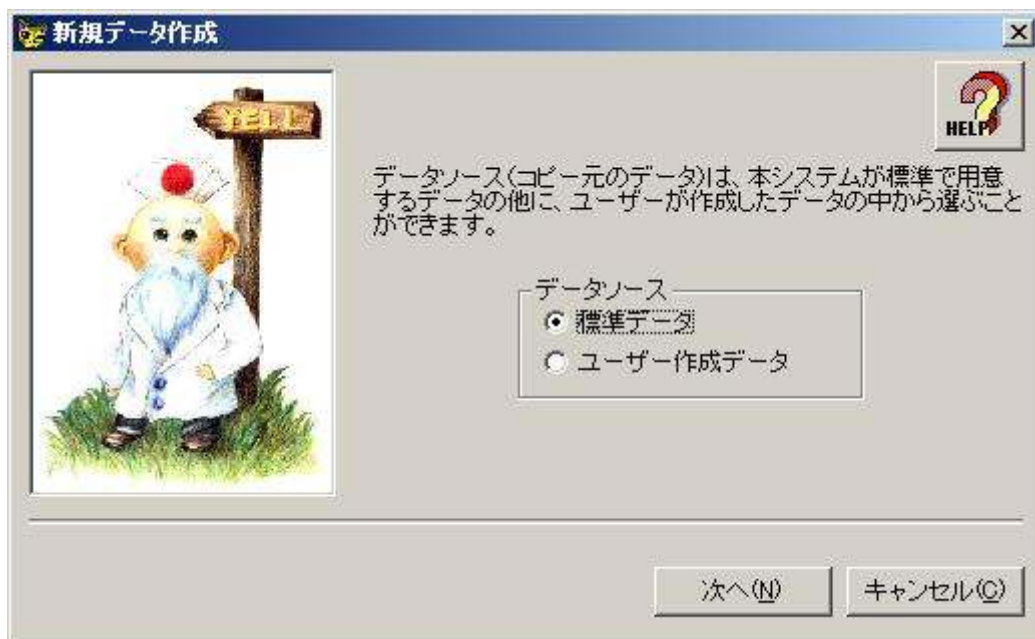 新規データ作成
YELL
HELP
データソース(コピー元のデータ)は、本システムが標準で用意
するデータの他に、ユーザーが作成したデータの中から選ぶこと
ができます。
データソース
標準データ
ユーザー作成データ
次へ(N)
キャンセル(C)